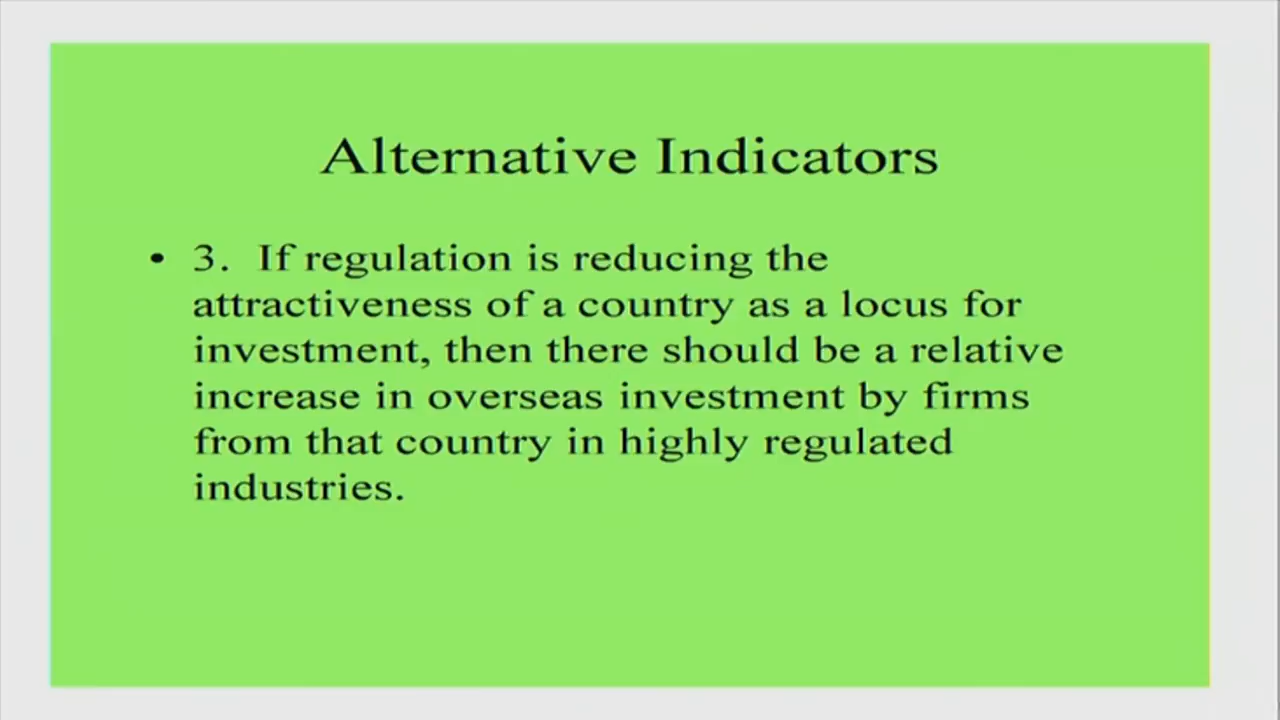 Alternative Indicators
• 3. If regulation is reducing the
attractiveness of a country as a locus for
investment, then there should be a relative
increase in overseas investment by firms
from that country in highly regulated
industries.